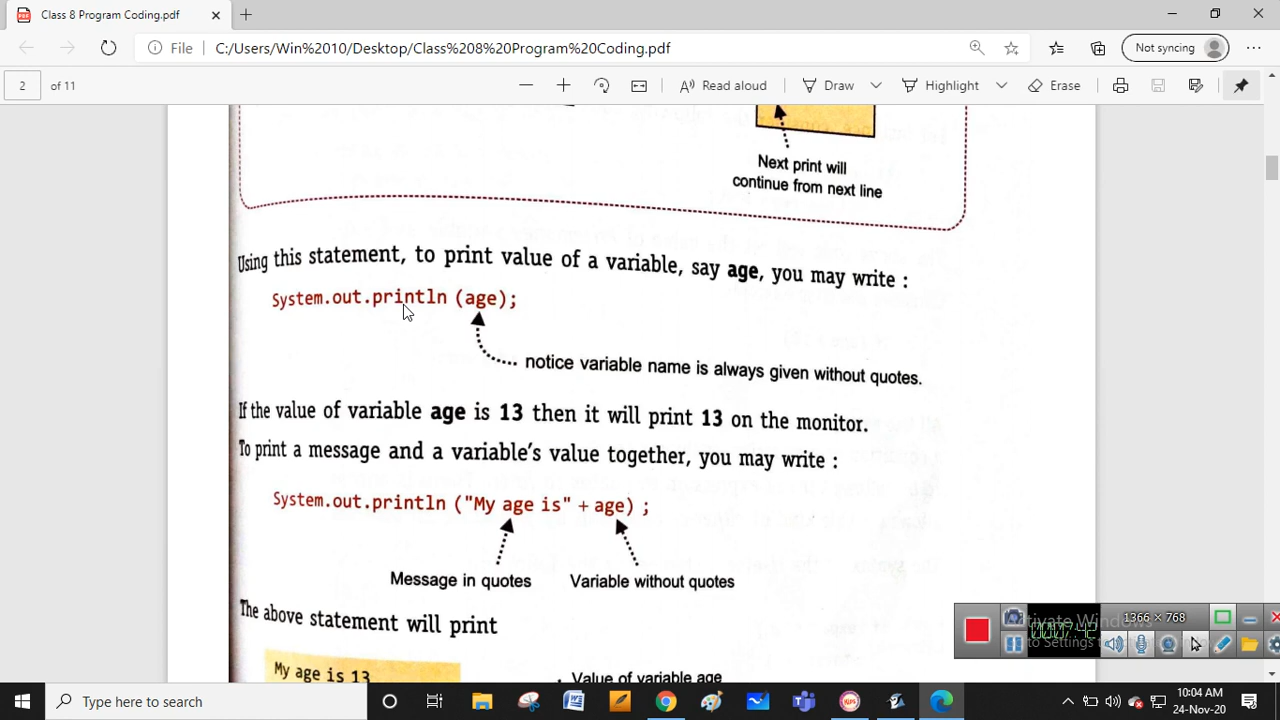 Class 8 Program Coding.pdf
File
C:/Users/Win%2010/Desktop/Class%208%20Program%20Coding.pdf
Not syncing
2 of 11
Read aloud
Draw
Highlight
Erase
Next print will
continue from next line
Using this statement, to print value of a variable, say age, you may write :
System.out.println (age);
notice variable name is always given without quotes.
If the value of variable age is 13 then it will print 13 on the monitor.
To print a message and a variable's value together, you may write :
System.out.println ("My age is" + age) ;
Message in quotes
Variable without quotes
The above statement will print
My age is 13
Value of variable age
1366 × 768
Activate Windows
to Settings to
Type here to search
10:04 AM
24-Nov-20